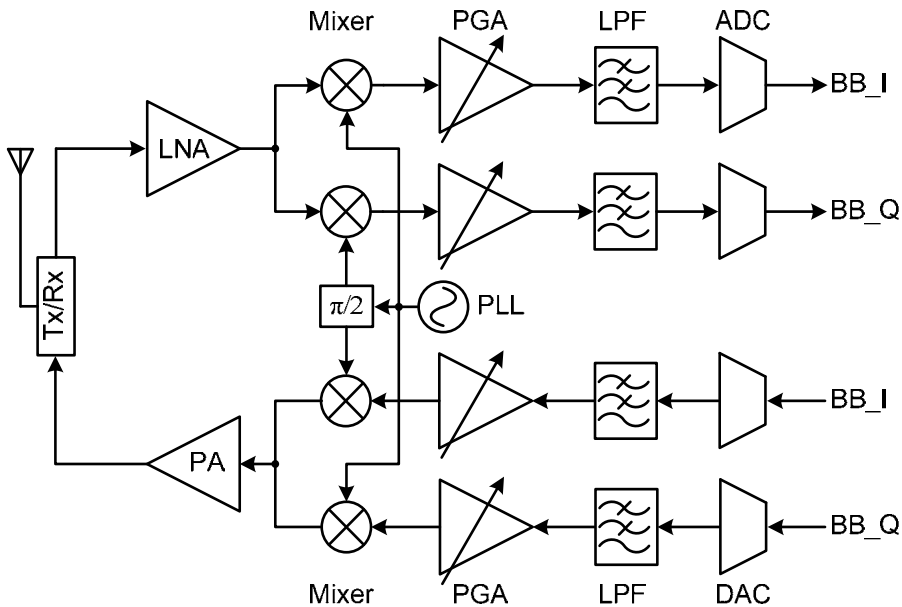 Mixer PGA LPF ADC
BB_I
LNA
BB_Q
Tx/Rx
π/2
PLL
BB_I
PA
BB_Q
Mixer PGA LPF DAC